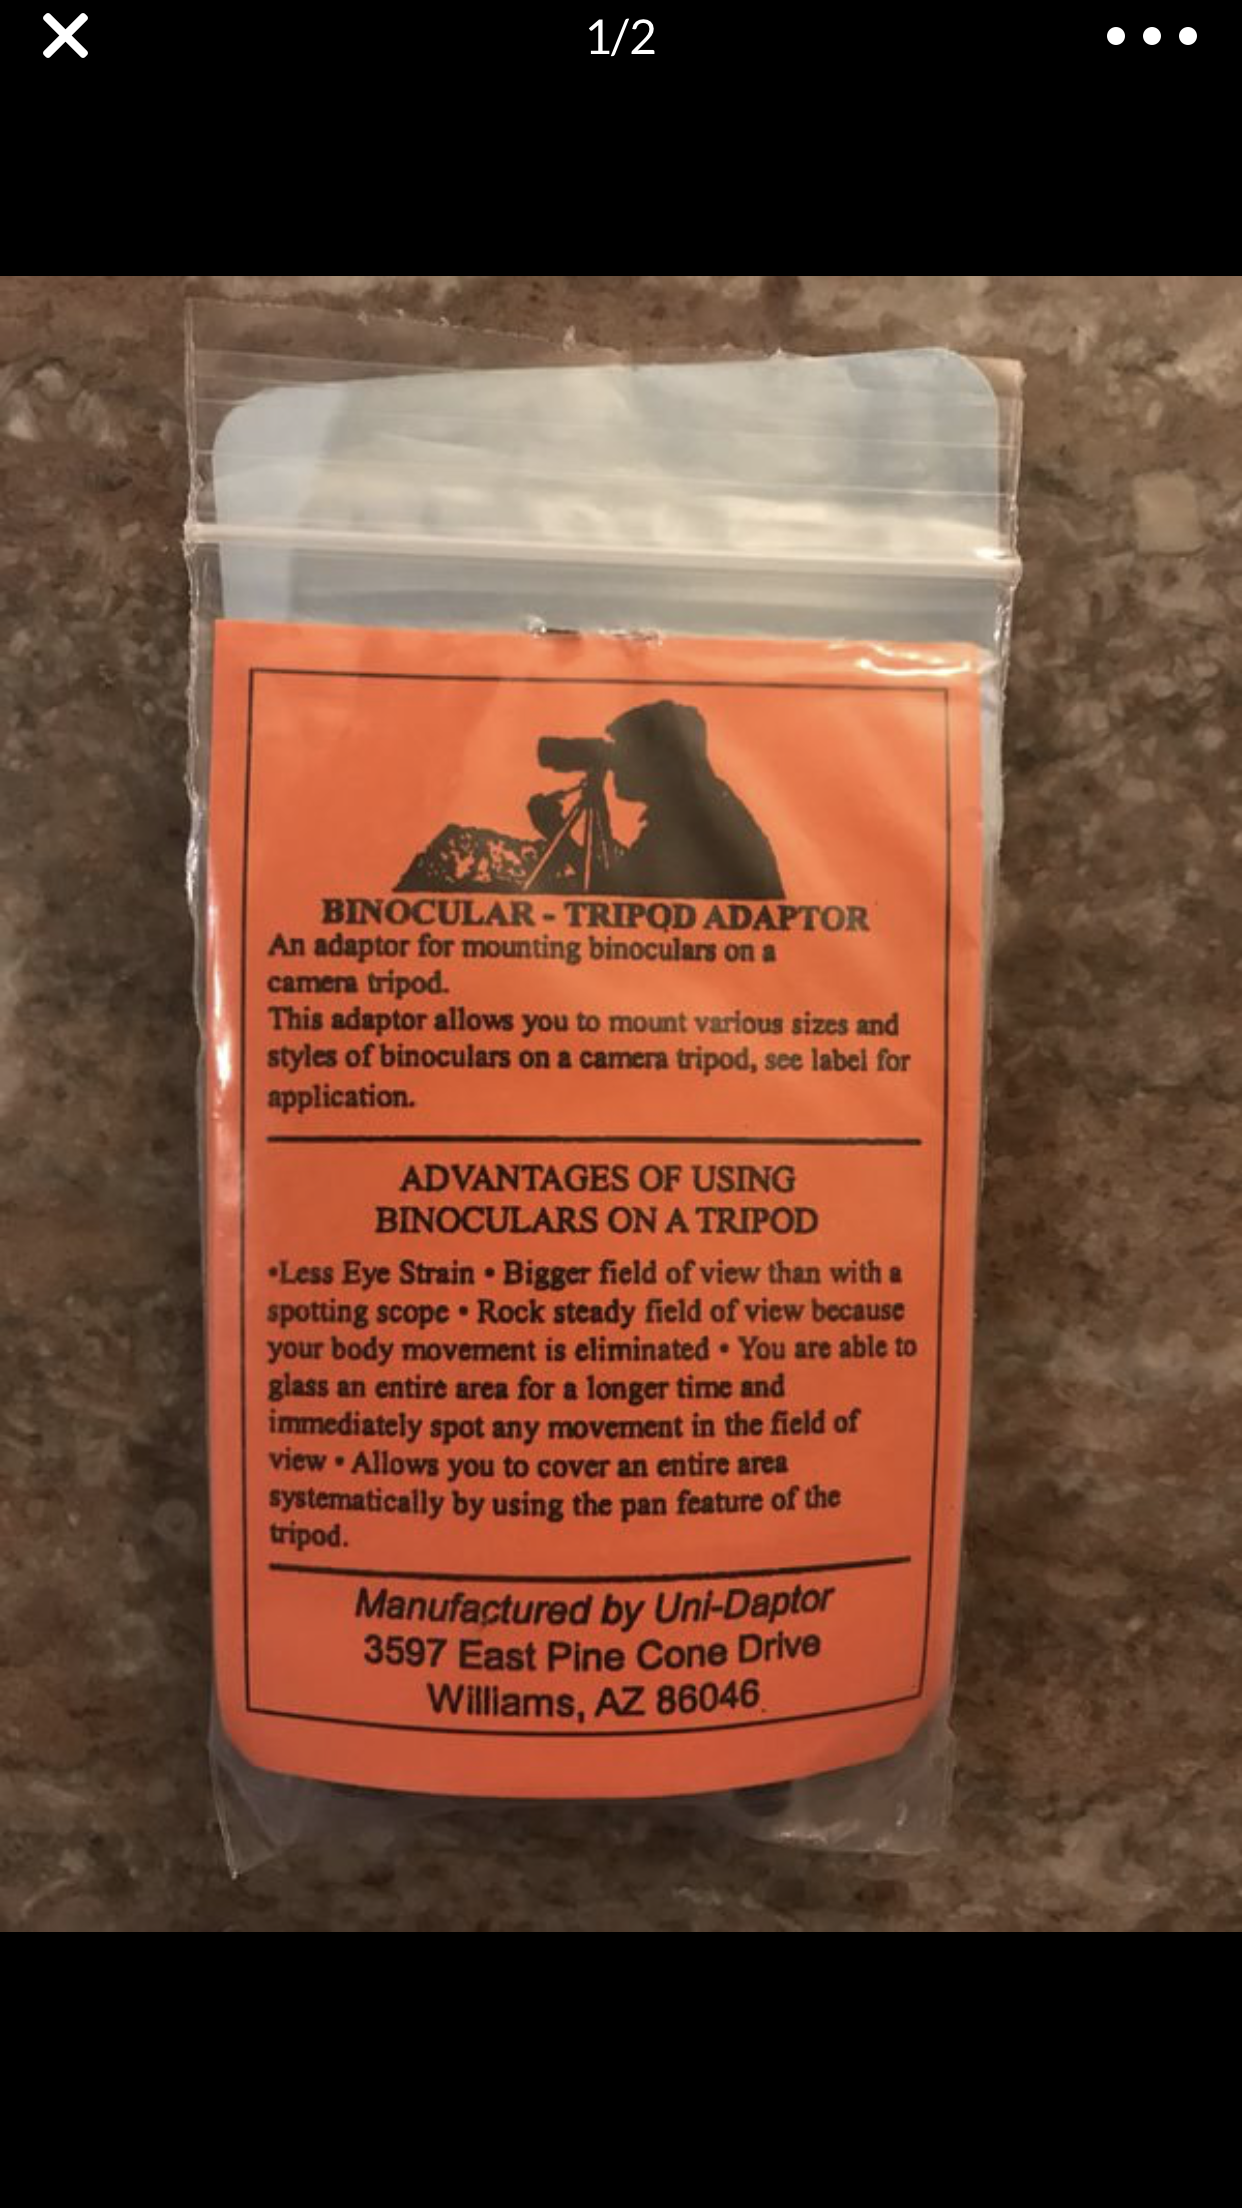 1/2
BINOCULAR - TRIPOD ADAPTOR
An adaptor for mounting binoculars on a
camera tripod.
This adaptor allows you to mount various sizes and
styles of binoculars on a camera tripod, see label for
application.
ADVANTAGES OF USING
BINOCULARS ON A TRIPOD
•Less Eye Strain • Bigger field of view than with a
spotting scope • Rock steady field of view because
your body movement is eliminated • You are able to
glass an entire area for a longer time and
immediately spot any movement in the field of
view • Allows you to cover an entire area
systematically by using the pan feature of the
tripod.
Manufactured by Uni-Daptor
3597 East Pine Cone Drive
Williams, AZ 86046